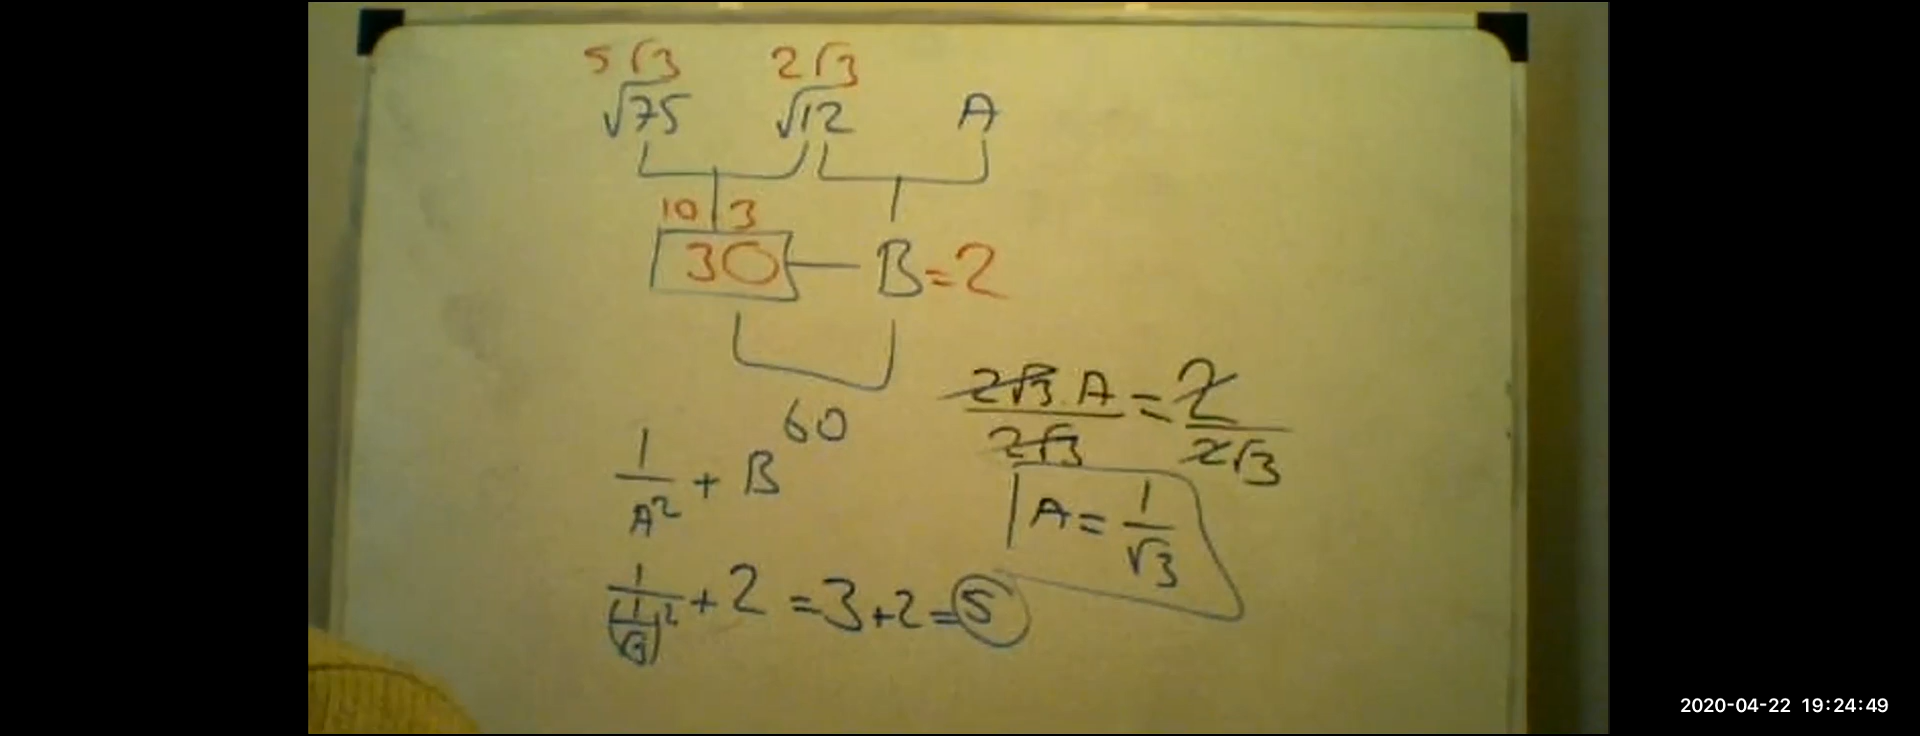 5√3 2√3
√75 √12 A
10 3
30 B=2
60
2√3·A = 2
2√3 2√3
1/A² + B
A = 1/√3
1/(1/√3)² + 2 = 3+2 = 5
2020-04-22 19:24:49